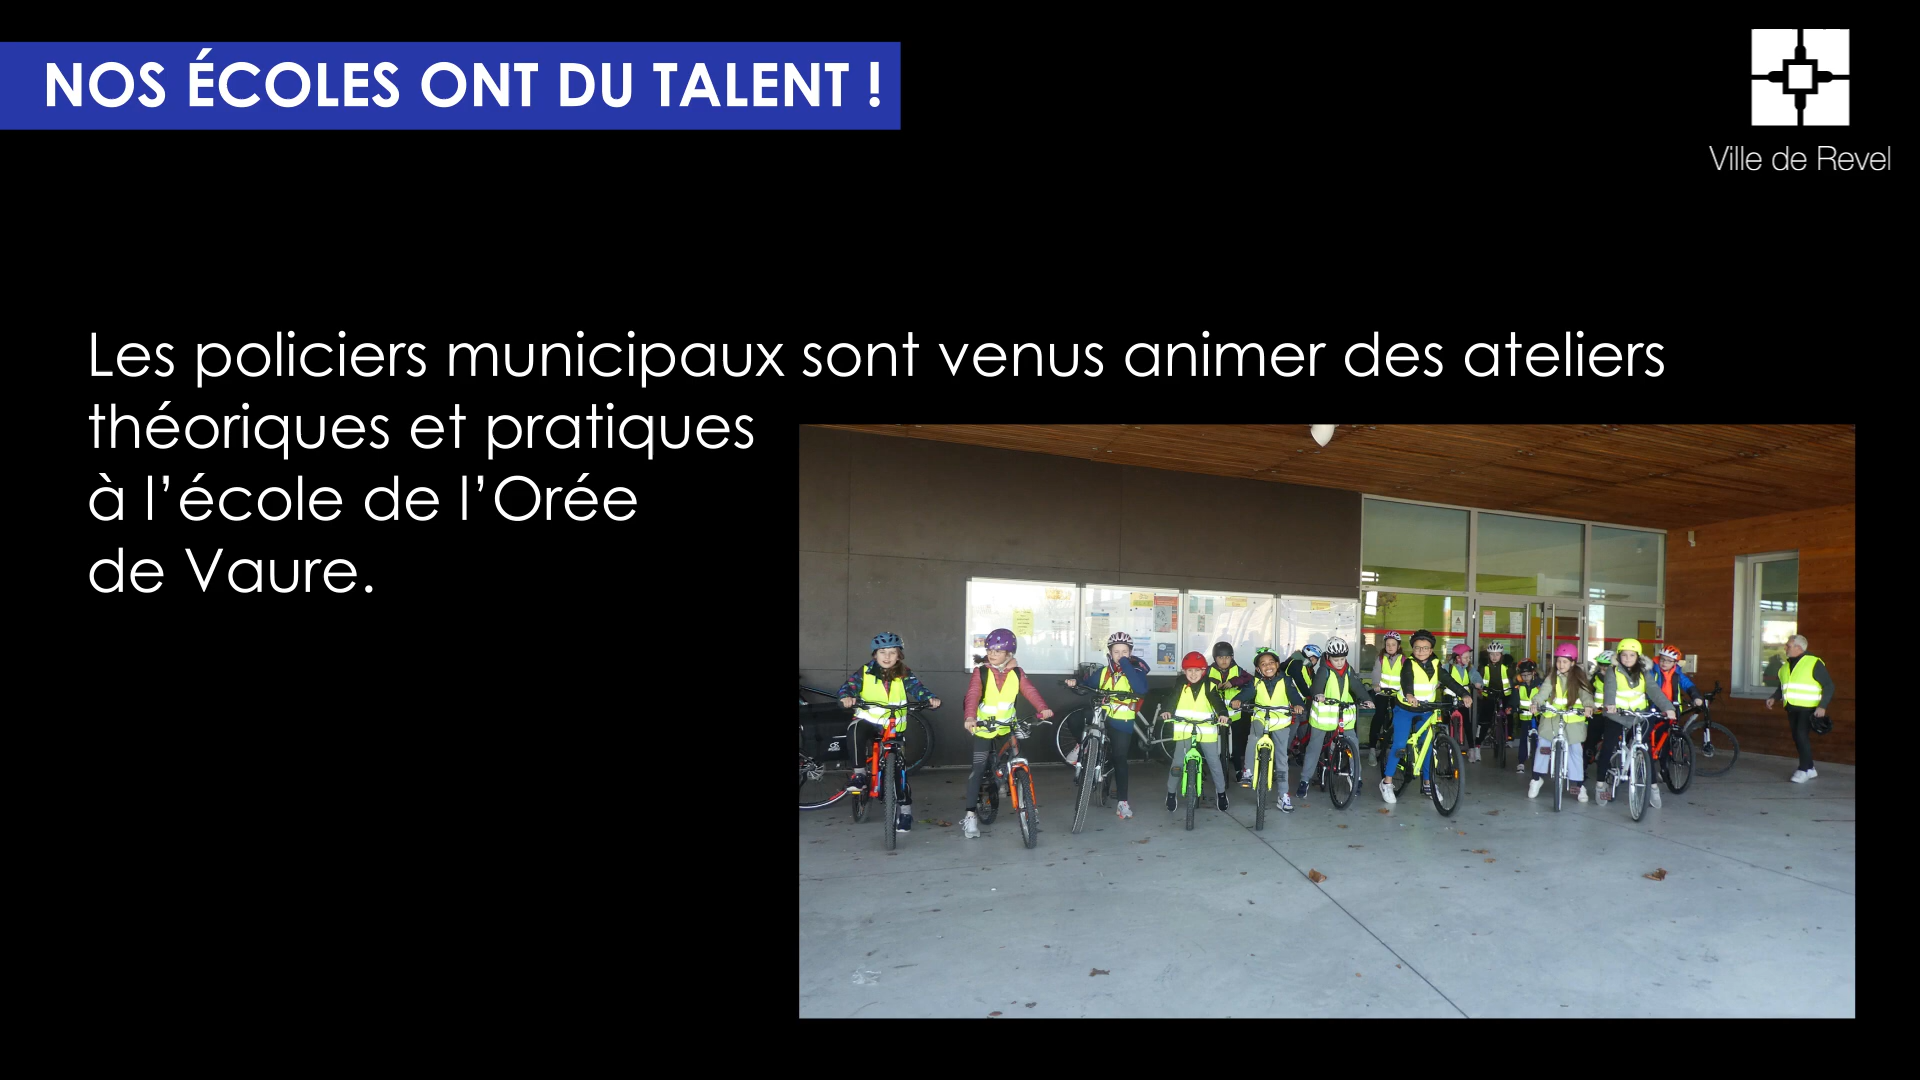 NOS ÉCOLES ONT DU TALENT !
Ville de Revel
Les policiers municipaux sont venus animer des ateliers
théoriques et pratiques
à l’école de l’Orée
de Vaure.